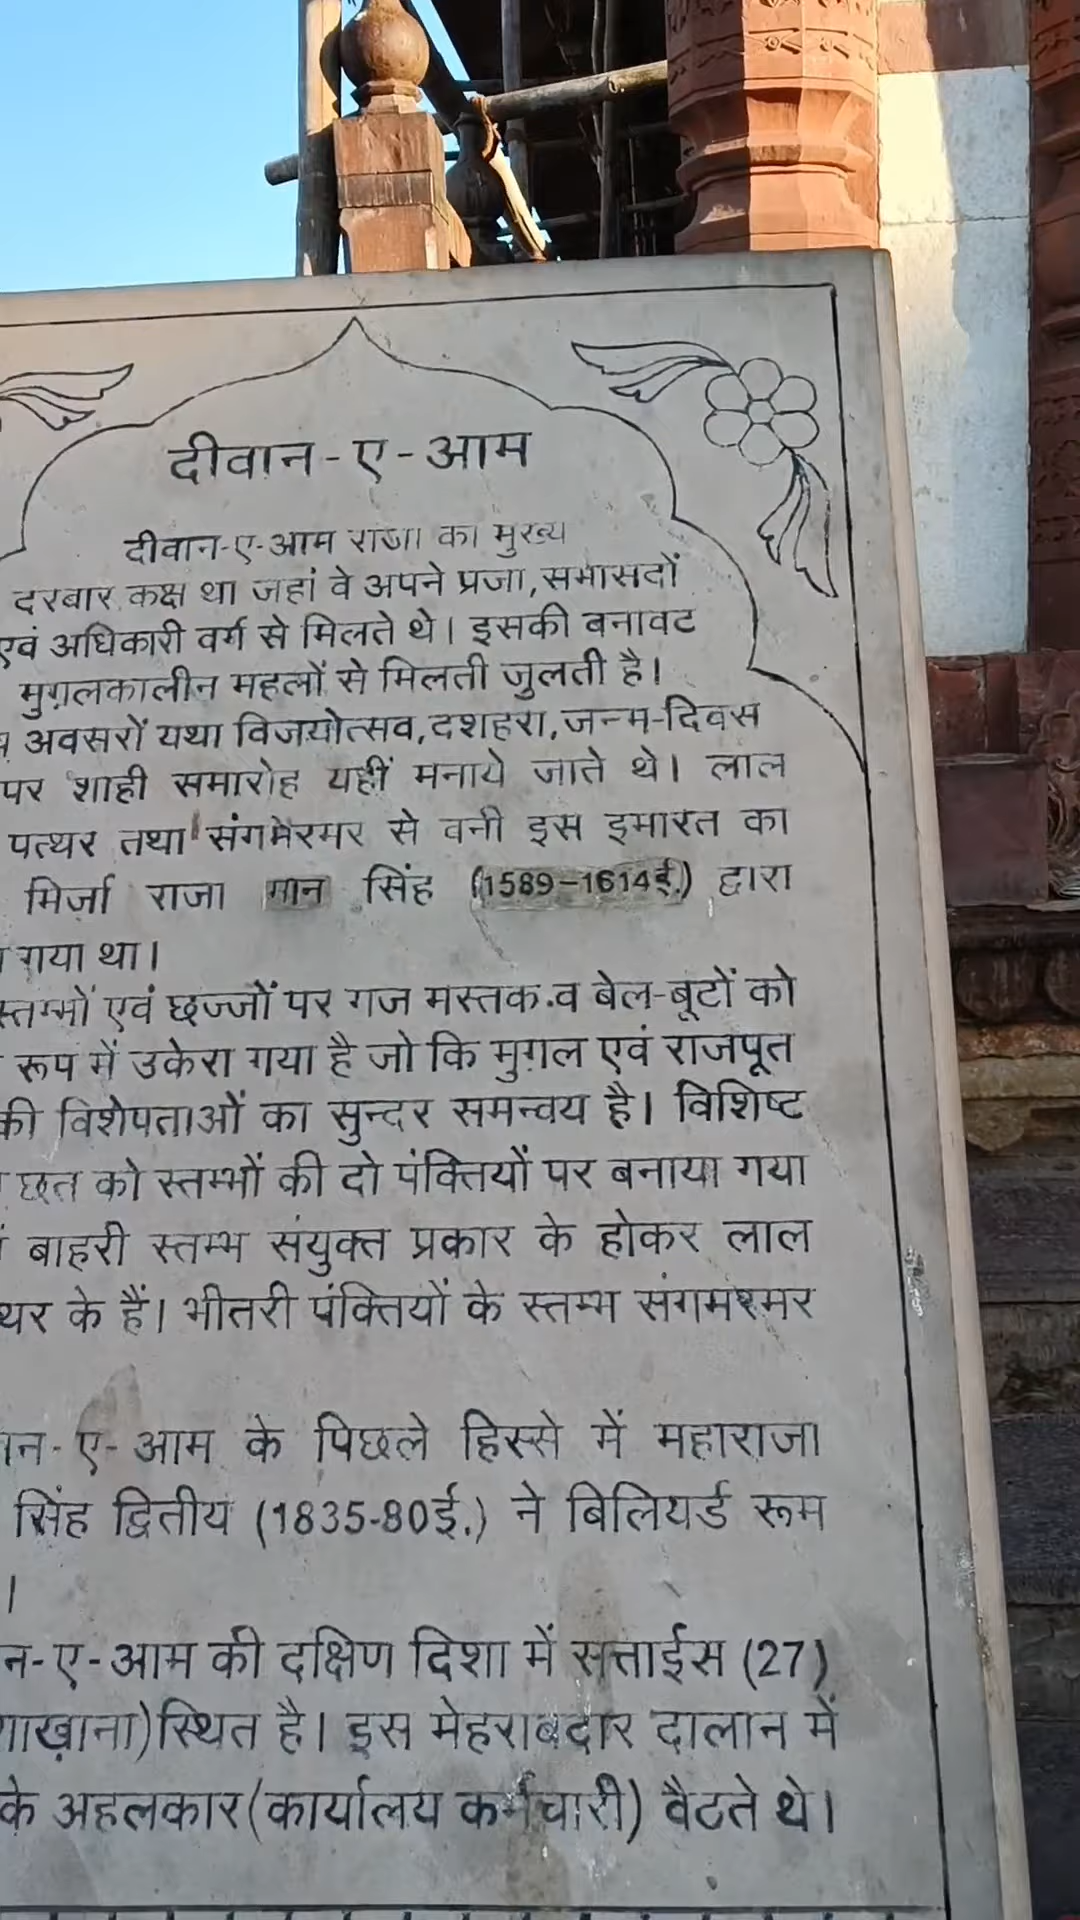 दीवान-ए-आम
दीवान-ए-आम राजा का मुख्य
दरबार कक्ष था जहां वे अपने प्रजा, सभासदों
एवं अधिकारी वर्ग से मिलते थे। इसकी बनावट
मुग़लकालीन महलों से मिलती जुलती है।
अवसरों यथा विजयोत्सव, दशहरा, जन्म-दिवस
पर शाही समारोह यहीं मनाये जाते थे। लाल
पत्थर तथा संगमरमर से बनी इस इमारत का
मिर्जा राजा मान सिंह (1589-1614ई.) द्वारा
गया था।
स्तम्भों एवं छज्जों पर गज मस्तक व बेल-बूटों को
रूप में उकेरा गया है जो कि मुग़ल एवं राजपूत
की विशेषताओं का सुन्दर समन्वय है। विशिष्ट
छत को स्तम्भों की दो पंक्तियों पर बनाया गया
बाहरी स्तम्भ संयुक्त प्रकार के होकर लाल
के हैं। भीतरी पंक्तियों के स्तम्भ संगमरमर
ए-आम के पिछले हिस्से में महाराजा
सिंह द्वितीय (1835-80ई.) ने बिलियर्ड रूम
।
न-ए-आम की दक्षिण दिशा में सत्ताईस (27)
स्थित है। इस मेहराबदार दालान में
के अहलकार (कार्यालय कर्मचारी) बैठते थे।